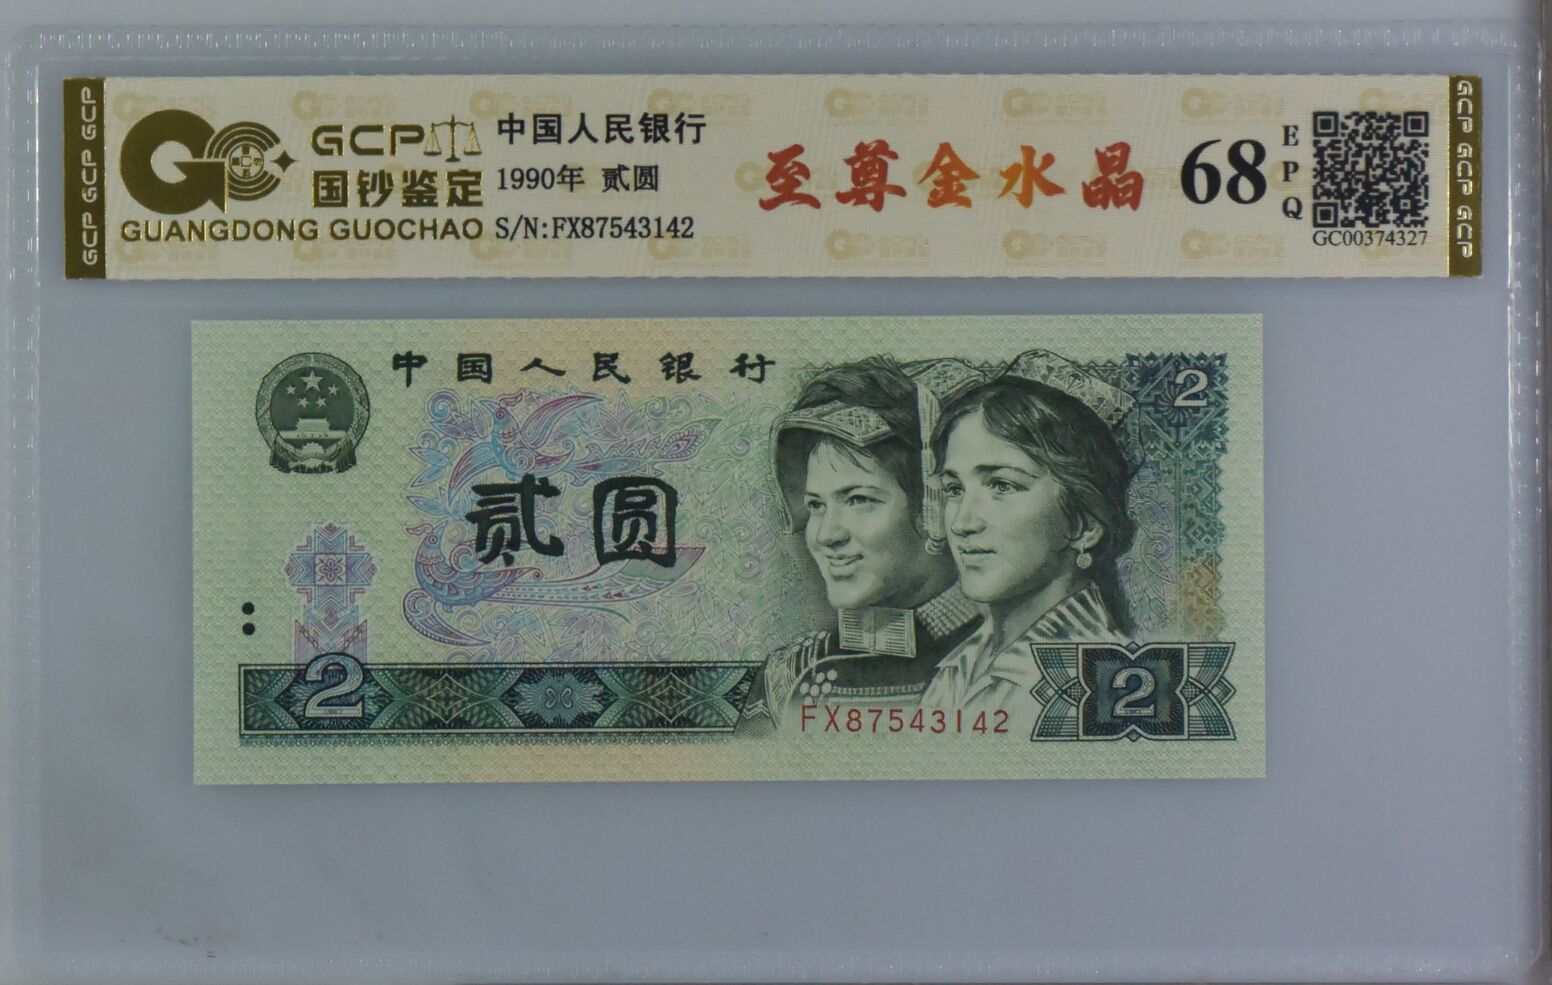 GCP GCP GCP
GCP
国钞鉴定
GUANGDONG GUOCHAO
中国人民银行
1990年 贰圆
S/N:FX87543142
至尊金水晶
68
EPQ
GC00374327
GCP GCP GCP
中国人民银行
贰圆
2
2
FX87543142
2